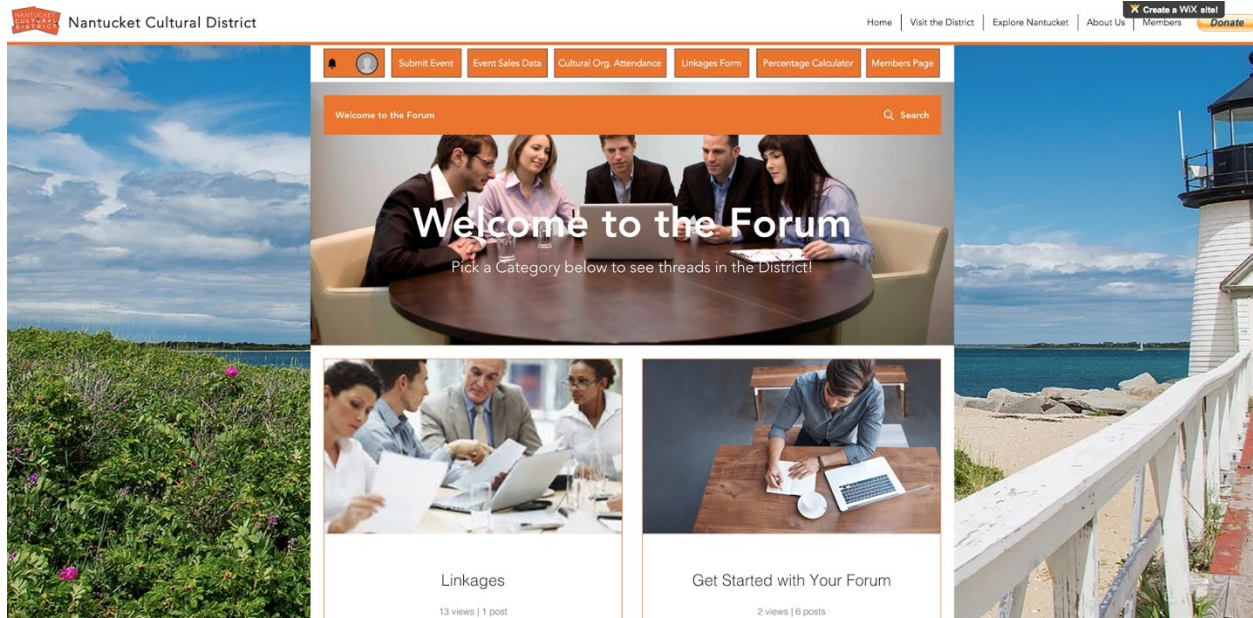 NANTUCKET
CULTURAL
DISTRICT
Nantucket Cultural District
Create a WiX site!
Home
Visit the District
Explore Nantucket
About Us
Members
Donate
Submit Event
Event Sales Data
Cultural Org. Attendance
Linkages Form
Percentage Calculator
Members Page
Welcome to the Forum
Search
Welcome to the Forum
Pick a Category below to see threads in the District!
Linkages
Get Started with Your Forum
13 views | 1 post
2 views | 6 posts